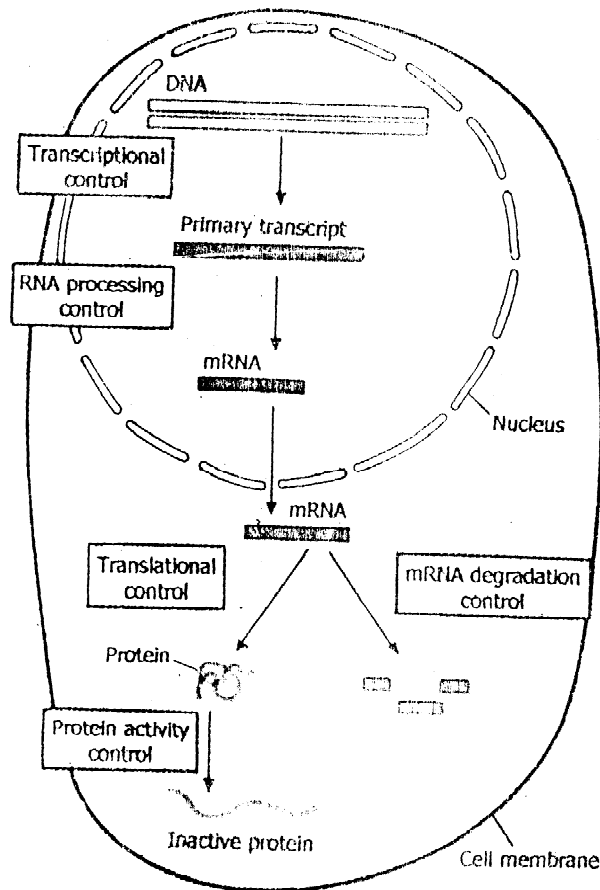 DNA
Transcriptional
control
Primary transcript
RNA processing
control
mRNA
Nucleus
mRNA
Translational
control
mRNA degradation
control
Protein
Protein activity
control
Inactive protein
Cell membrane